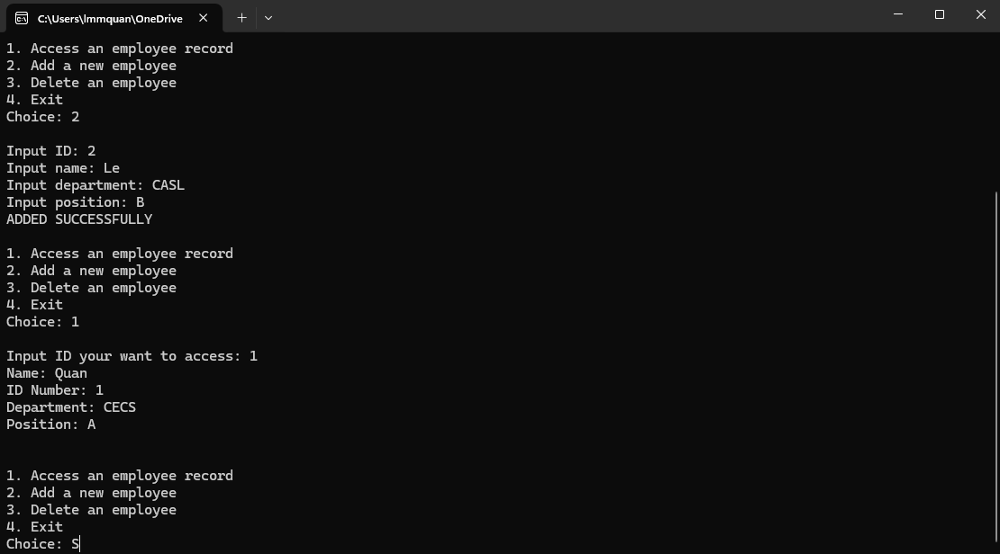 C:\Users\lmmquan\OneDrive
1. Access an employee record
2. Add a new employee
3. Delete an employee
4. Exit
Choice: 2
Input ID: 2
Input name: Le
Input department: CASL
Input position: B
ADDED SUCCESSFULLY
1. Access an employee record
2. Add a new employee
3. Delete an employee
4. Exit
Choice: 1
Input ID your want to access: 1
Name: Quan
ID Number: 1
Department: CECS
Position: A
1. Access an employee record
2. Add a new employee
3. Delete an employee
4. Exit
Choice: S